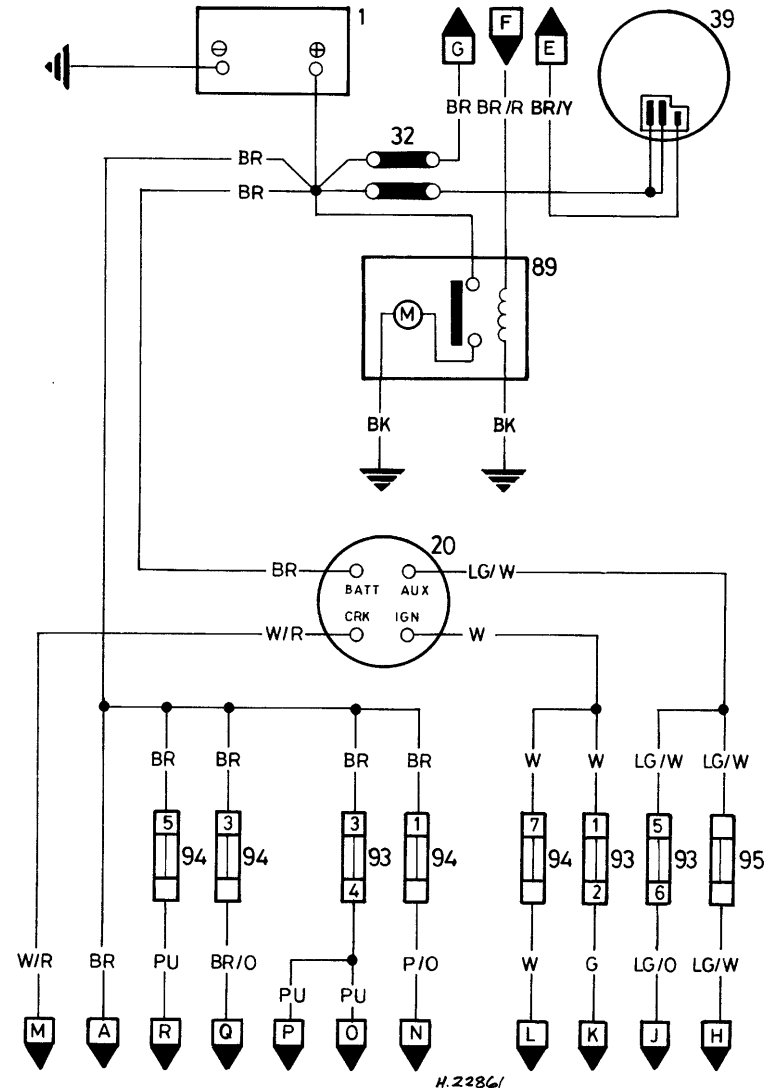 1
G F E
39
⊖ ⊕
BR BR/R BR/Y
32
BR
BR
89
M
BK BK
20
BR LG/W
BATT AUX
CRK IGN
W/R W
BR BR BR BR W W LG/W LG/W
5 3 3 1 7 1 5
94 94 93 94 94 93 93 95
4 2 6
W/R BR PU BR/O P/O W G LG/O LG/W
PU PU
M A R Q P O N L K J H
H.22861